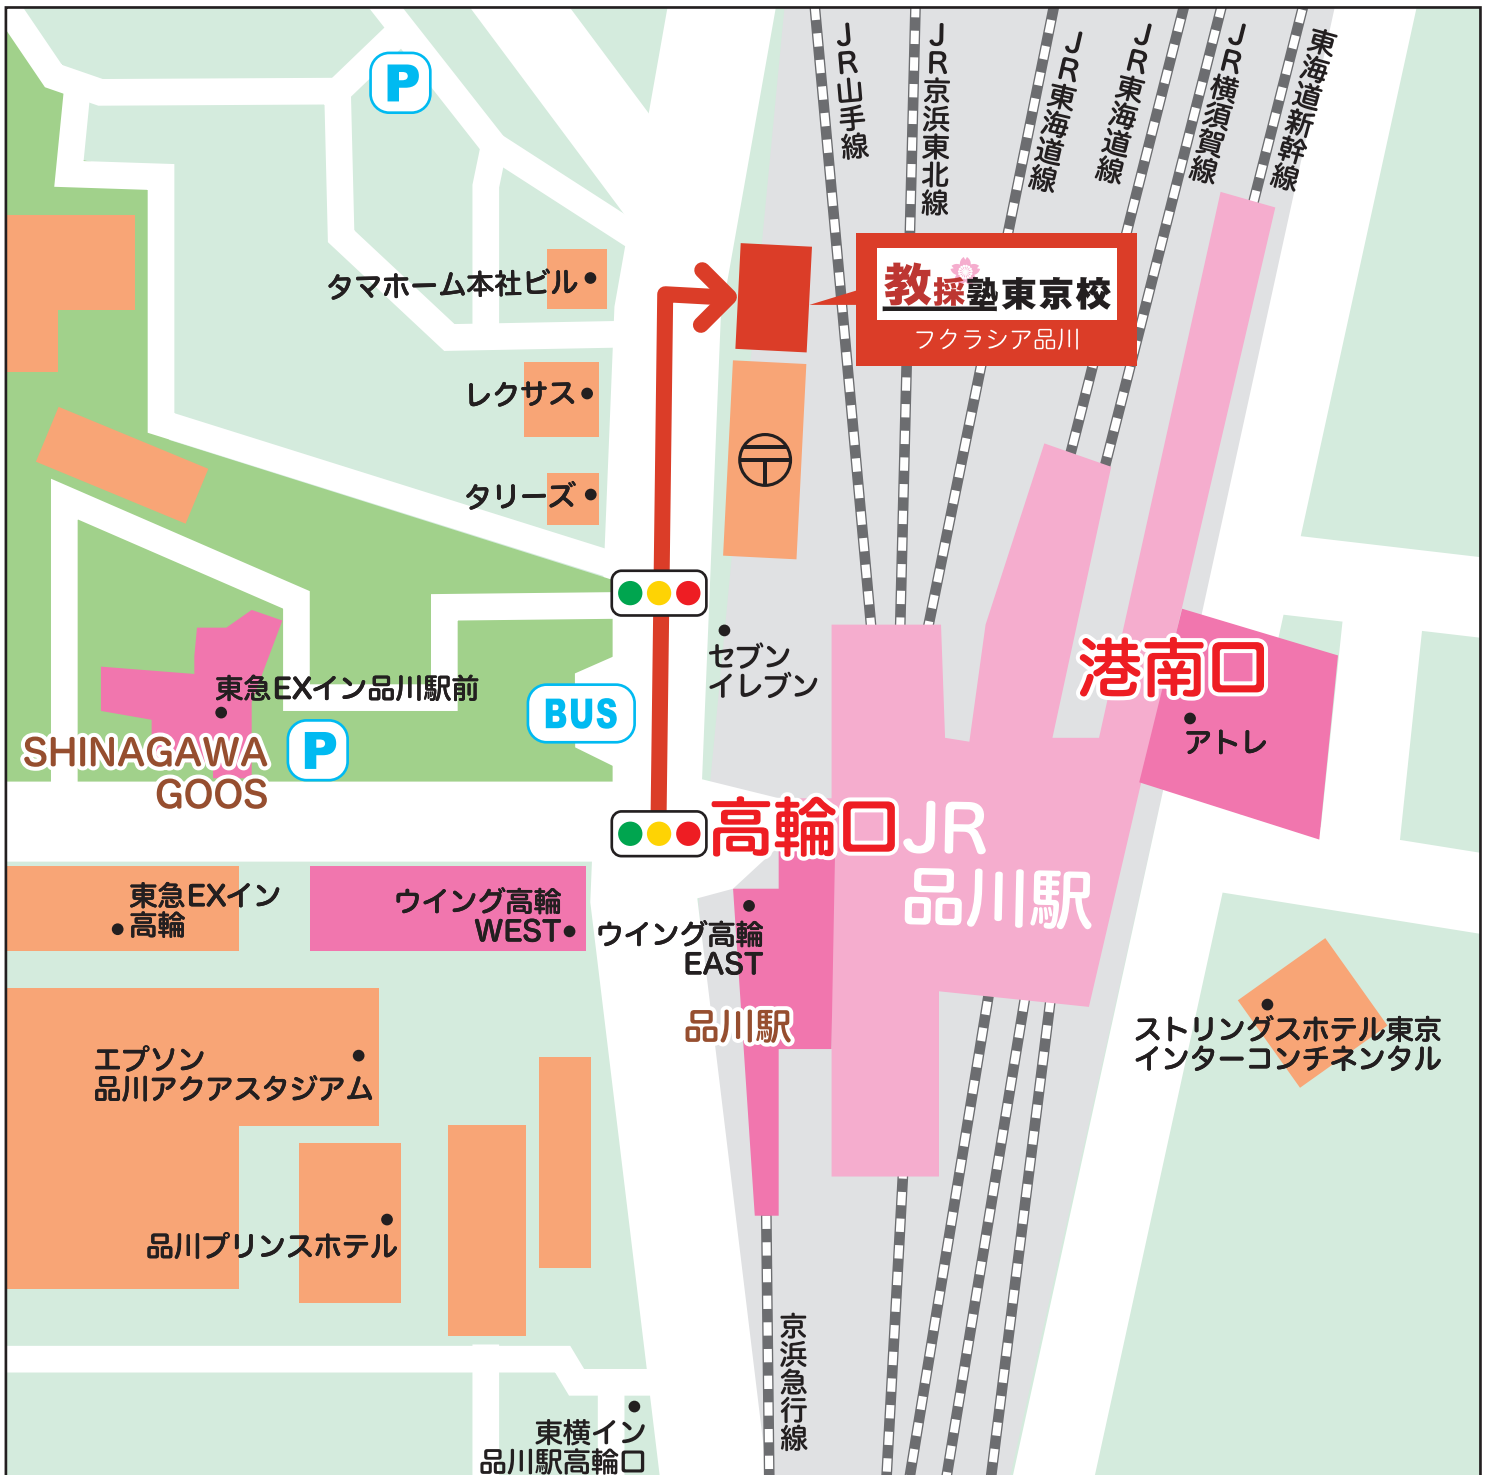 JR山手線
JR京浜東北線
JR東海道線
JR東海道線
JR横須賀線
東海道新幹線
P
タマホーム本社ビル
教採塾東京校
フクラシア品川
レクサス
タリーズ
セブン
イレブン
港南口
アトレ
東急EXイン品川駅前
BUS
SHINAGAWA
GOOS
P
高輪口
JR
品川駅
東急EXイン
高輪
ウイング高輪
WEST
ウイング高輪
EAST
品川駅
ストリングスホテル東京
インターコンチネンタル
エプソン
品川アクアスタジアム
品川プリンスホテル
京浜急行線
東横イン
品川駅高輪口